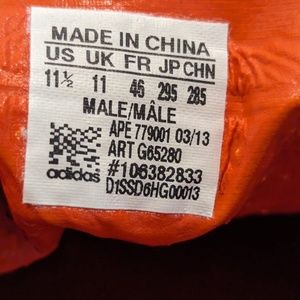 MADE IN CHINA
US UK FR JP CHN
11½ 11 46 295 285
MALE/MÂLE
APE 779001 03/13
ART G65280
#106382833
adidas D1SSD6HG00013